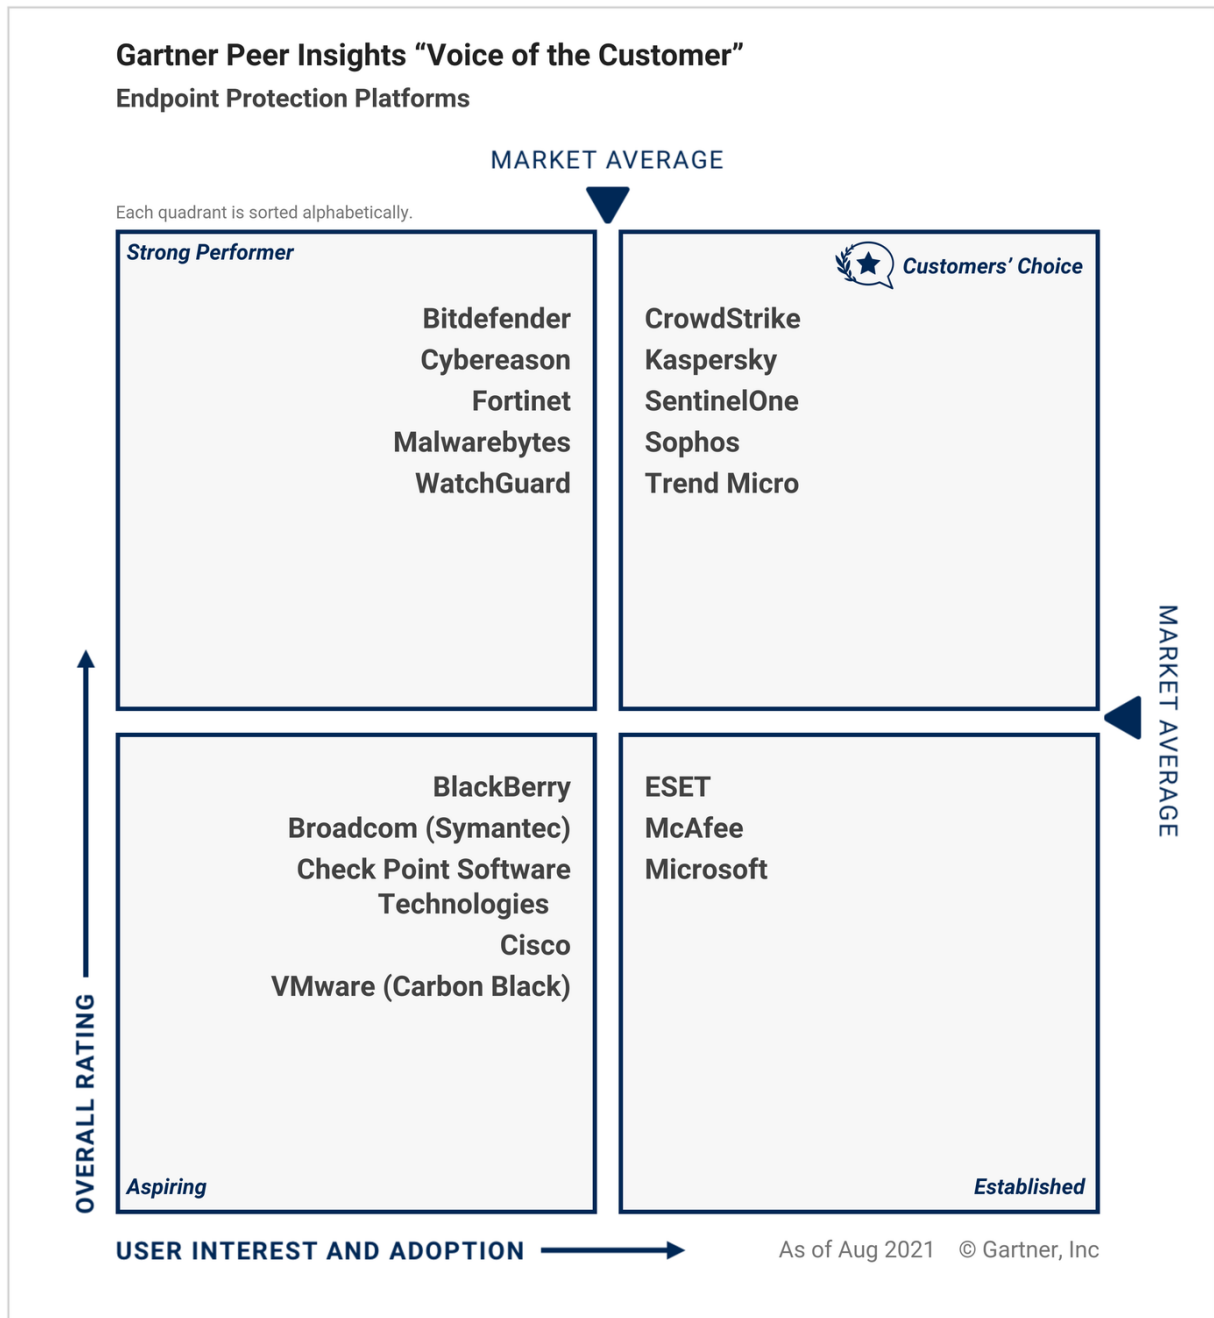 Gartner Peer Insights “Voice of the Customer”
Endpoint Protection Platforms
MARKET AVERAGE
Each quadrant is sorted alphabetically.
Strong Performer
Bitdefender
Cybereason
Fortinet
Malwarebytes
WatchGuard
Customers’ Choice
CrowdStrike
Kaspersky
SentinelOne
Sophos
Trend Micro
MARKET AVERAGE
BlackBerry
Broadcom (Symantec)
Check Point Software
Technologies
Cisco
VMware (Carbon Black)
Aspiring
ESET
McAfee
Microsoft
Established
OVERALL RATING
USER INTEREST AND ADOPTION
As of Aug 2021 © Gartner, Inc